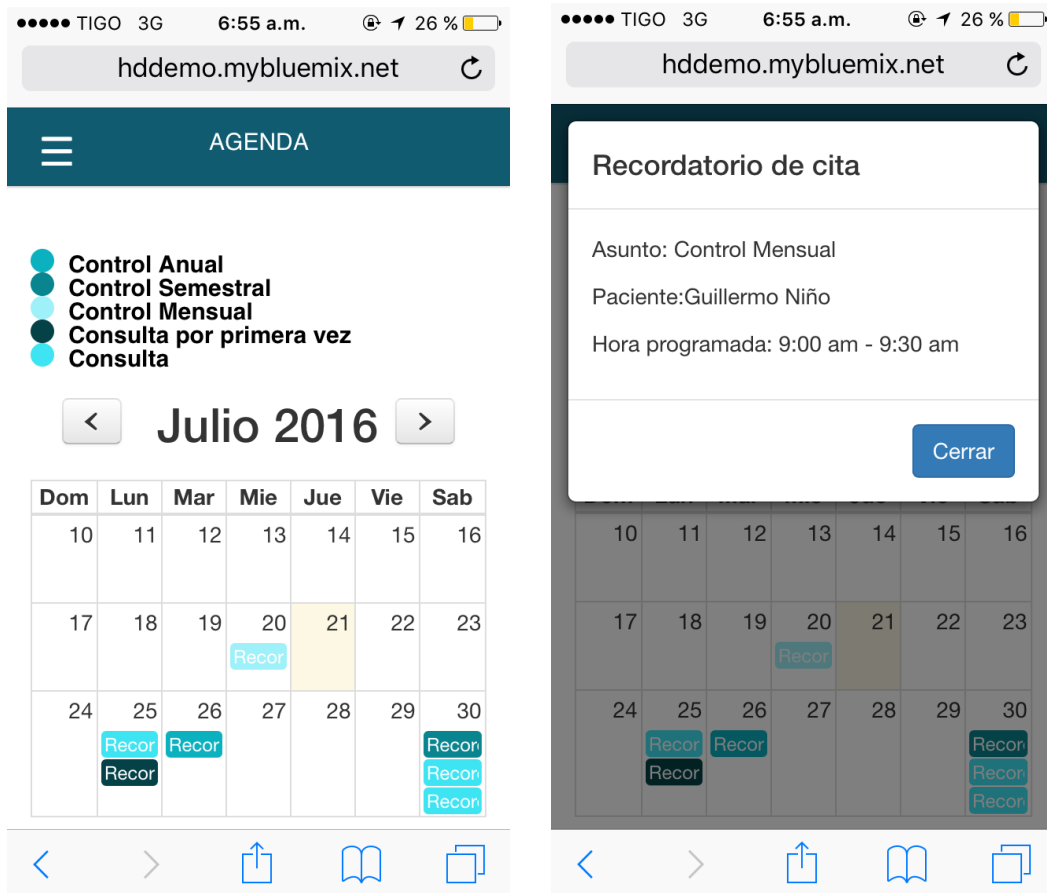 TIGO 3G 6:55 a.m. 26 %
hddemo.mybluemix.net
AGENDA
Control Anual
Control Semestral
Control Mensual
Consulta por primera vez
Consulta
< Julio 2016 >
Dom Lun Mar Mie Jue Vie Sab
10 11 12 13 14 15 16
17 18 19 20 21 22 23
Recor
24 25 26 27 28 29 30
Recor Recor Recor
Recor Recor
Recor
TIGO 3G 6:55 a.m. 26 %
hddemo.mybluemix.net
Recordatorio de cita
Asunto: Control Mensual
Paciente:Guillermo Niño
Hora programada: 9:00 am - 9:30 am
Cerrar
10 11 12 13 14 15 16
17 18 19 20 21 22 23
Recor
24 25 26 27 28 29 30
Recor Recor Recor
Recor Recor
Recor